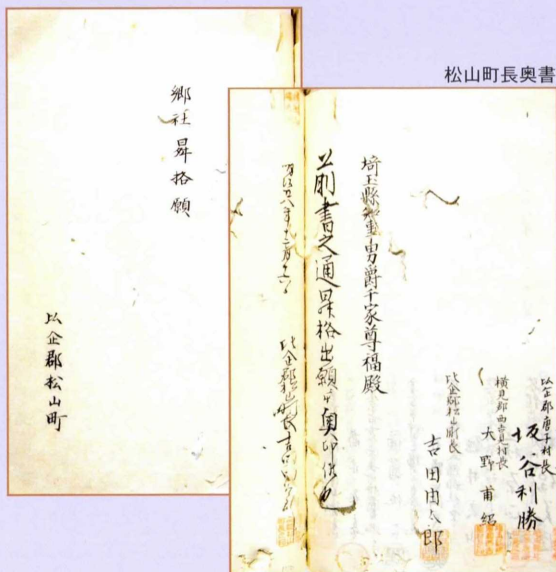 松山町長奥書
郷社昇格願
比企郡松山町
比企郡唐子村長
坂谷利勝
横見郡西吉見村長
大野甫紹
比企郡松山町長
吉田由太郎
埼玉縣知事男爵千家尊福殿
前書之通昇格出願ニ付奥印候也
比企郡松山町長吉田